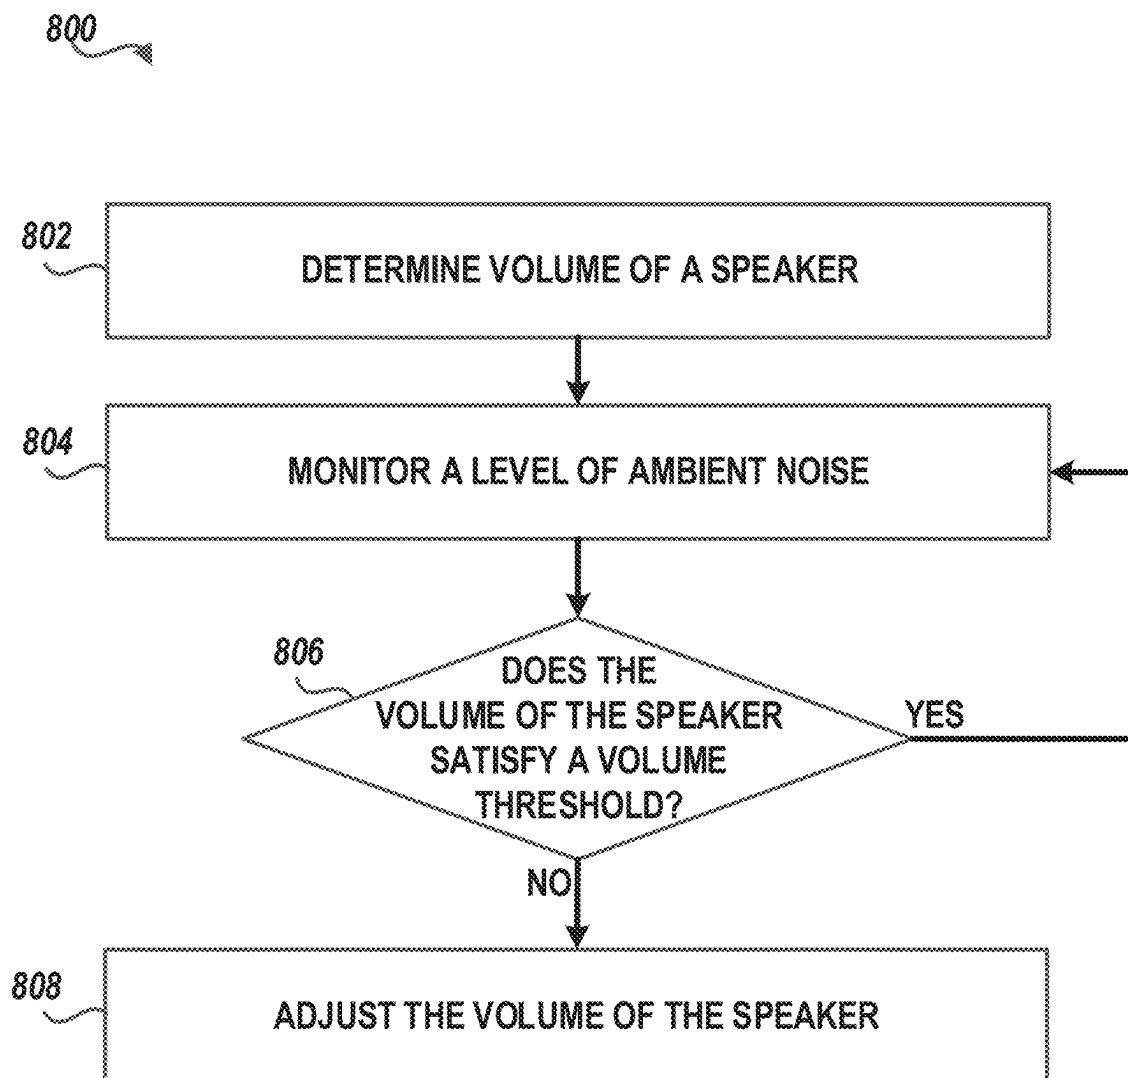 800
802
DETERMINE VOLUME OF A SPEAKER
804
MONITOR A LEVEL OF AMBIENT NOISE
806
DOES THE
VOLUME OF THE SPEAKER
SATISFY A VOLUME
THRESHOLD?
YES
NO
808
ADJUST THE VOLUME OF THE SPEAKER